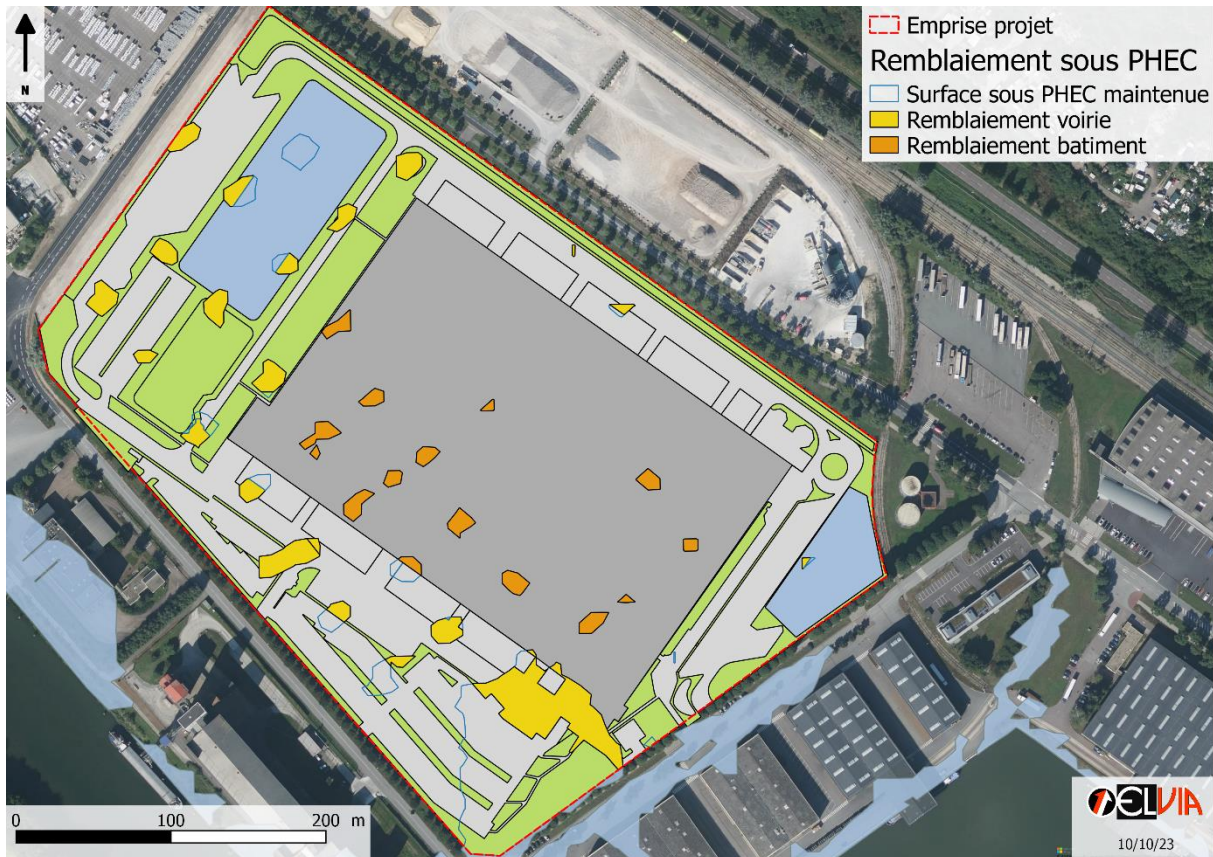 N
Emprise projet
Remblaiement sous PHEC
Surface sous PHEC maintenue
Remblaiement voirie
Remblaiement batiment
0 100 200 m
ELVIA
10/10/23